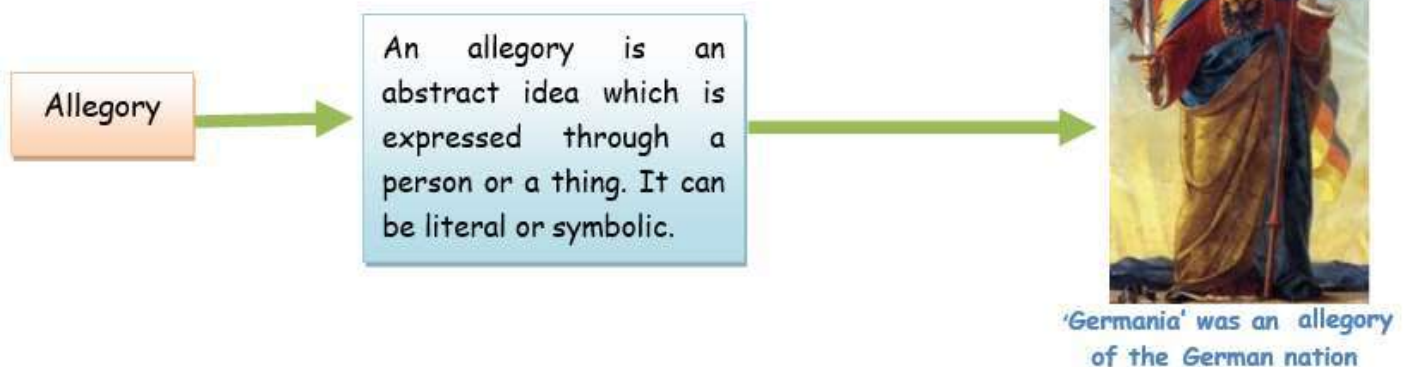 Allegory
An allegory is an
abstract idea which is
expressed through a
person or a thing. It can
be literal or symbolic.
'Germania' was an allegory
of the German nation